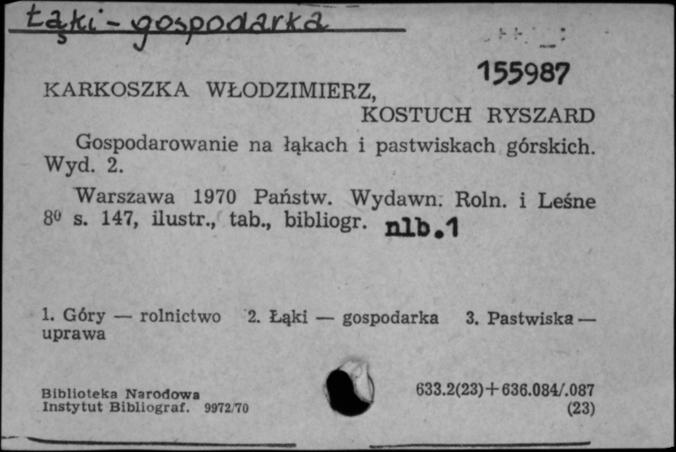 Łąki - gospodarka
155987
KARKOSZKA WŁODZIMIERZ,
KOSTUCH RYSZARD
Gospodarowanie na łąkach i pastwiskach górskich.
Wyd. 2.
Warszawa 1970 Państw. Wydawn. Roln. i Leśne
8⁰ s. 147, ilustr., tab., bibliogr. nlb.1
1. Góry — rolnictwo 2. Łąki — gospodarka 3. Pastwiska —
uprawa
Biblioteka Narodowa
Instytut Bibliograf. 9972/70
633.2(23)+636.084/.087
(23)